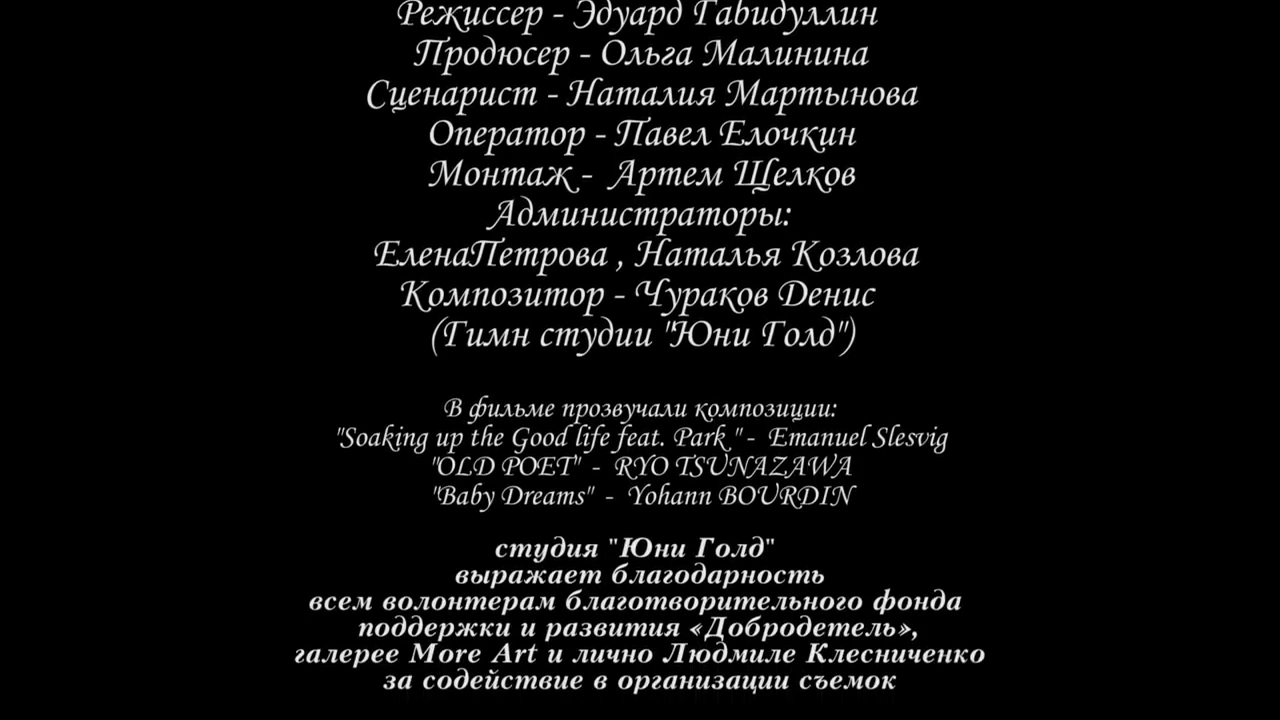 Режиссер - Эдуард Габидуллин
Продюсер - Ольга Малинина
Сценарист - Наталия Мартынова
Оператор - Павел Елочкин
Монтаж - Артем Щелков
Администраторы:
ЕленаПетрова , Наталья Козлова
Композитор - Чураков Денис
(Гимн студии "Юни Голд")
В фильме прозвучали композиции:
"Soaking up the Good life feat. Park " - Emanuel Slesvig
"OLD POET" - RYO TSUNAZAWA
"Baby Dreams" - Yohann BOURDIN
студия "Юни Голд"
выражает благодарность
всем волонтерам благотворительного фонда
поддержки и развития «Добродетель»,
галерее More Art и лично Людмиле Клесниченко
за содействие в организации съемок